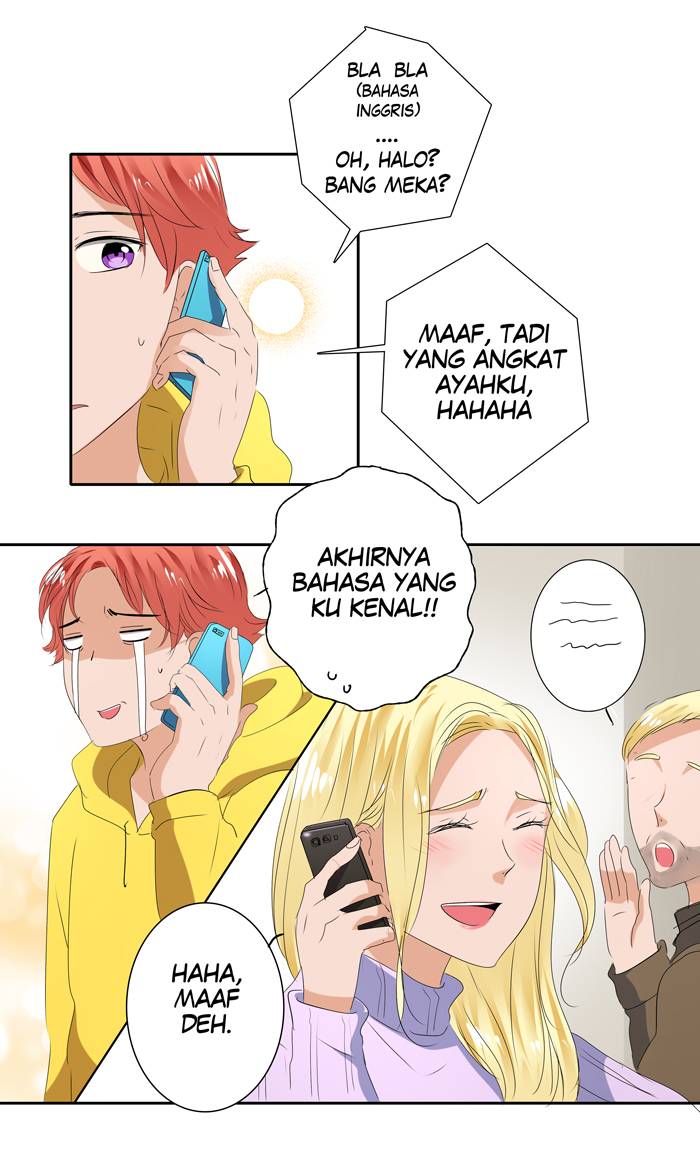 BLA BLA
(BAHASA
INGGRIS)
....
OH, HALO?
BANG MEKA?
MAAF, TADI
YANG ANGKAT
AYAHKU,
HAHAHA
AKHIRNYA
BAHASA YANG
KU KENAL!!
HAHA,
MAAF
DEH.